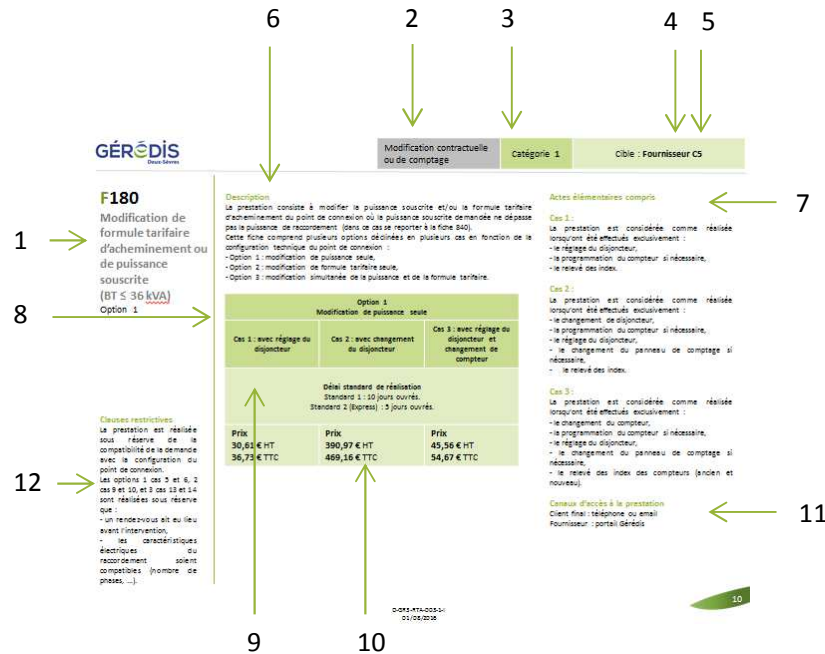 6
2
3
4
5
GÉRÉDIS
Deux-Sèvres
Modification contractuelle
ou de comptage
Catégorie 1
Cible : Fournisseur C5
1
F180
Modification de
formule tarifaire
d'acheminement ou
de puissance
souscrite
(BT ≤ 36 kVA)
Option 1
Description
La prestation consiste à modifier la puissance souscrite et/ou la formule tarifaire
d'acheminement du point de connexion où la puissance souscrite demandée ne dépasse
pas la puissance de raccordement (dans ce cas se reporter à la fiche 840).
Cette fiche comprend plusieurs options déclinées en plusieurs cas en fonction de la
configuration technique du point de connexion :
- Option 1 : modification de puissance seule,
- Option 2 : modification de formule tarifaire seule,
- Option 3 : modification simultanée de la puissance et de la formule tarifaire.
8
Option 1
Modification de puissance seule
Cas 1 : avec réglage du
disjoncteur
Cas 2 : avec changement
du disjoncteur
Cas 3 : avec réglage du
disjoncteur et
changement de
compteur
Délai standard de réalisation
Standard 1 : 10 jours ouvrés.
Standard 2 (Express) : 5 jours ouvrés.
Prix
30,61 € HT
36,73 € TTC
Prix
390,97 € HT
469,16 € TTC
Prix
45,56 € HT
54,67 € TTC
7
Actes élémentaires compris
Cas 1 :
La prestation est considérée comme réalisée
lorsqu'ont été effectués exclusivement :
- le réglage du disjoncteur,
- la programmation du compteur si nécessaire,
- le relevé des index.
Cas 2 :
La prestation est considérée comme réalisée
lorsqu'ont été effectués exclusivement :
- le changement de disjoncteur,
- la programmation du compteur si nécessaire,
- le réglage du disjoncteur,
- le changement du panneau de comptage si
nécessaire,
- le relevé des index.
Cas 3 :
La prestation est considérée comme réalisée
lorsqu'ont été effectués exclusivement :
- le changement du compteur,
- la programmation du compteur si nécessaire,
- le réglage du disjoncteur,
- le changement du panneau de comptage si
nécessaire,
- le relevé des index des compteurs (ancien et
nouveau).
Canaux d'accès à la prestation
Client final : téléphone ou email
Fournisseur : portail Gérédis
11
12
Clauses restrictives
La prestation est réalisée
sous réserve de la
compatibilité de la demande
avec la configuration du
point de connexion.
Les options 1 cas 5 et 6, 2
cas 9 et 10, et 3 cas 13 et 14
sont réalisées sous réserve
que :
- un rendez-vous ait eu lieu
avant l'intervention,
- les caractéristiques
électriques du
raccordement soient
compatibles (nombre de
phases, ...).
10
D-GR3-RTA-003-1-I
01/08/2016
9
10